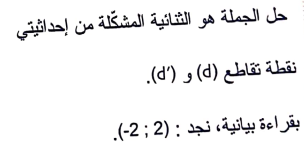 حل الجملة هو الثنائية المشكّلة من إحداثيتي
نقطة تقاطع (d) و (d′).
بقراءة بيانية، نجد : (2 ; 2-).